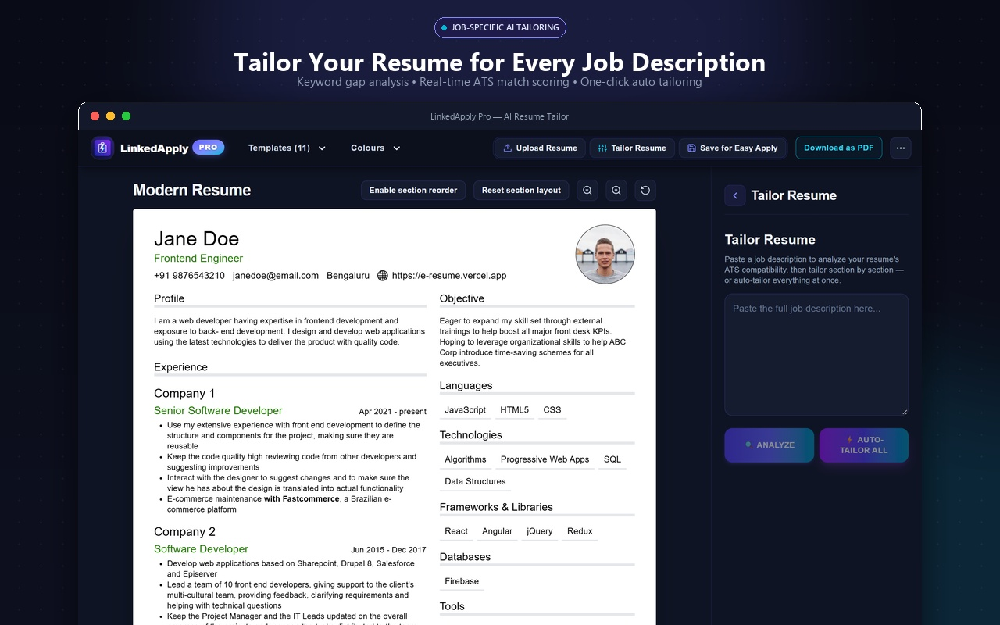 JOB-SPECIFIC AI TAILORING
Tailor Your Resume for Every Job Description
Keyword gap analysis • Real-time ATS match scoring • One-click auto tailoring
LinkedApply Pro — AI Resume Tailor
LinkedApply PRO
Templates (11)
Colours
Upload Resume
Tailor Resume
Save for Easy Apply
Download as PDF
Modern Resume
Enable section reorder
Reset section layout
Jane Doe
Frontend Engineer
+91 9876543210 janedoe@email.com Bengaluru https://e-resume.vercel.app
Profile
I am a web developer having expertise in frontend development and
exposure to back- end development. I design and develop web applications
using the latest technologies to deliver the product with quality code.
Experience
Company 1
Senior Software Developer
Apr 2021 - present
• Use my extensive experience with front end development to define the
structure and components for the project, making sure they are
reusable
• Keep the code quality high reviewing code from other developers and
suggesting improvements
• Interact with the designer to suggest changes and to make sure the
view he has about the design is translated into actual functionality
• E-commerce maintenance with Fastcommerce, a Brazilian e-
commerce platform
Company 2
Software Developer
Jun 2015 - Dec 2017
• Develop web applications based on Sharepoint, Drupal 8, Salesforce
and Episerver
• Lead a team of 10 front end developers, giving support to the client's
multi-cultural team, providing feedback, clarifying requirements and
helping with technical questions
• Keep the Project Manager and the IT Leads updated on the overall
Objective
Eager to expand my skill set through external
trainings to help boost all major front desk KPIs.
Hoping to leverage organizational skills to help ABC
Corp introduce time-saving schemes for all
executives.
Languages
JavaScript HTML5 CSS
Technologies
Algorithms Progressive Web Apps SQL
Data Structures
Frameworks & Libraries
React Angular jQuery Redux
Databases
Firebase
Tools
Tailor Resume
Tailor Resume
Paste a job description to analyze your resume's
ATS compatibility, then tailor section by section —
or auto-tailor everything at once.
Paste the full job description here...
ANALYZE
AUTO-
TAILOR ALL